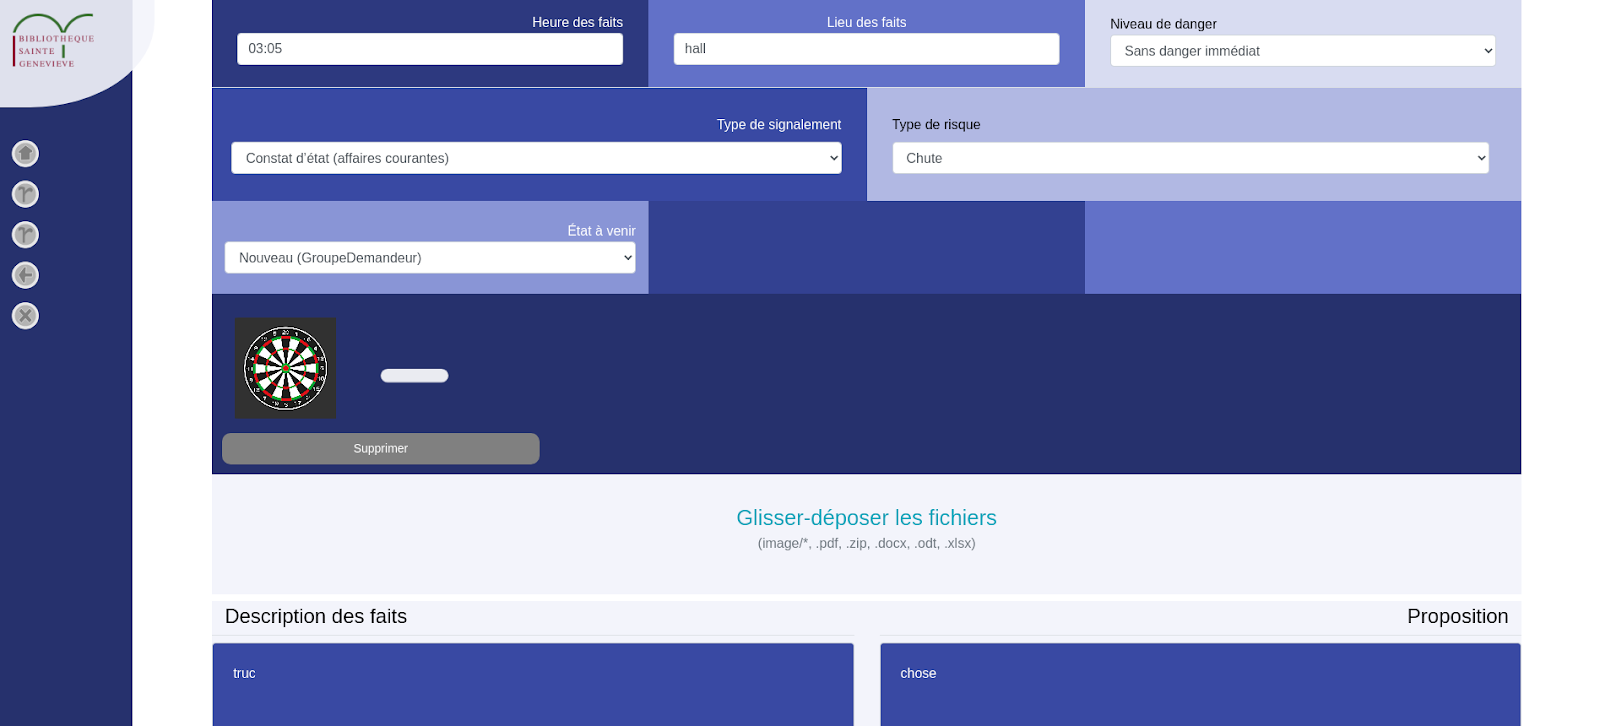 BIBLIOTHEQUE
SAINTE
GENEVIEVE
Heure des faits
03:05
Lieu des faits
hall
Niveau de danger
Sans danger immédiat
Type de signalement
Constat d’état (affaires courantes)
Type de risque
Chute
État à venir
Nouveau (GroupeDemandeur)
Supprimer
Glisser-déposer les fichiers
(image/*, .pdf, .zip, .docx, .odt, .xlsx)
Description des faits
Proposition
truc
chose